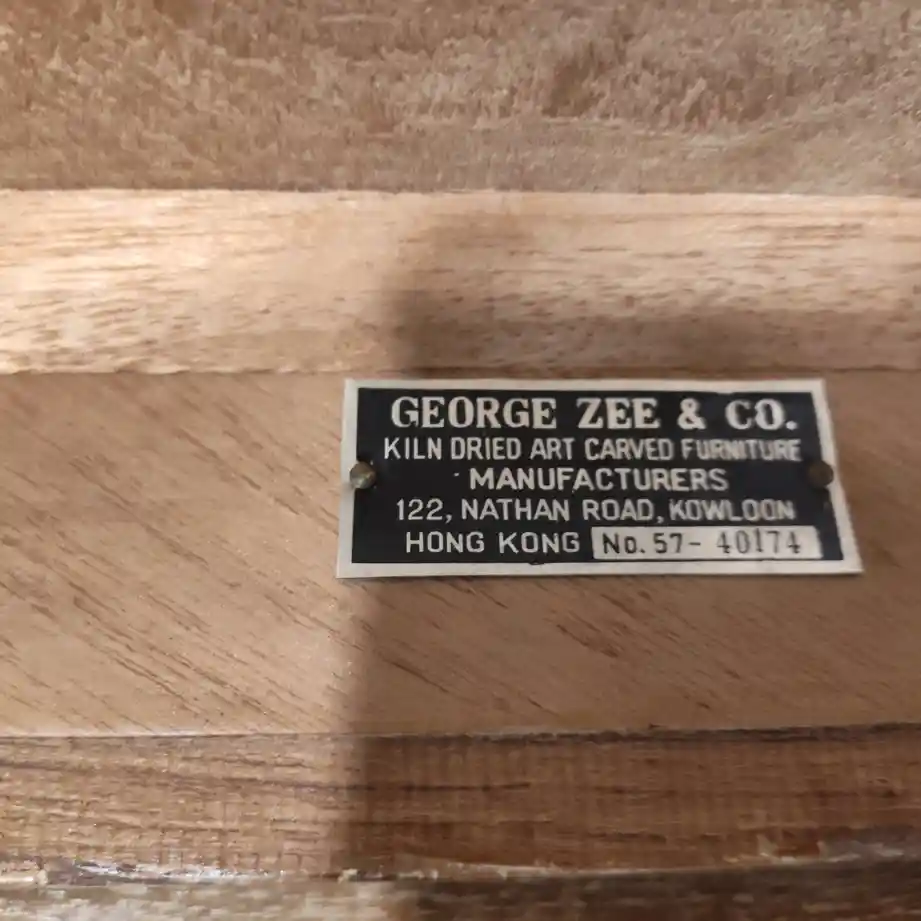 GEORGE ZEE & CO.
KILN DRIED ART CARVED FURNITURE
MANUFACTURERS
122, NATHAN ROAD, KOWLOON
HONG KONG No. 57- 40174